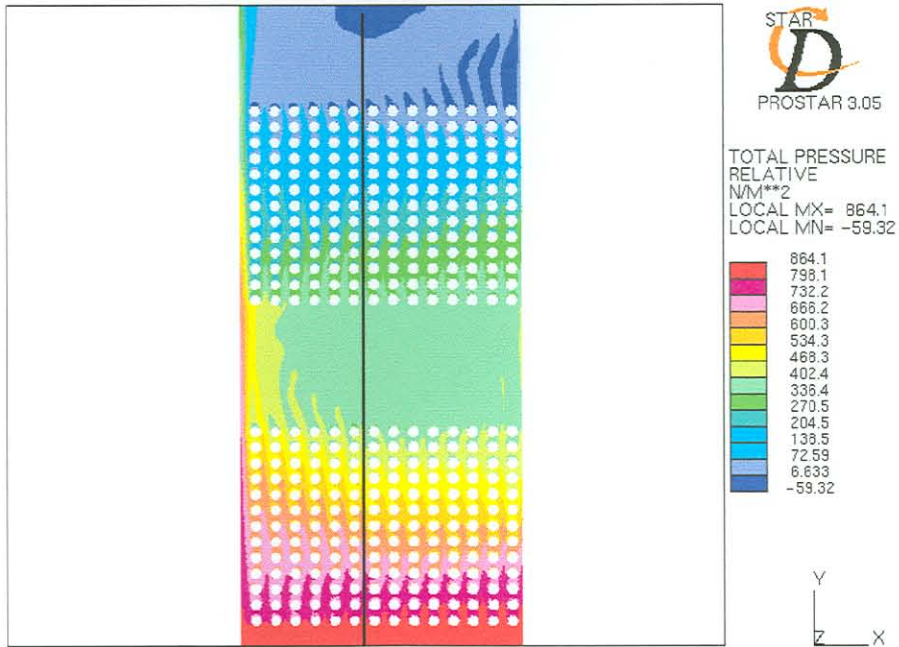 STAR
D
PROSTAR 3.05
TOTAL PRESSURE
RELATIVE
N/M**2
LOCAL MX= 864.1
LOCAL MN= -59.32
864.1
798.1
732.2
666.2
600.3
534.3
468.3
402.4
336.4
270.5
204.5
138.5
72.59
6.633
-59.32
Y
Z
X